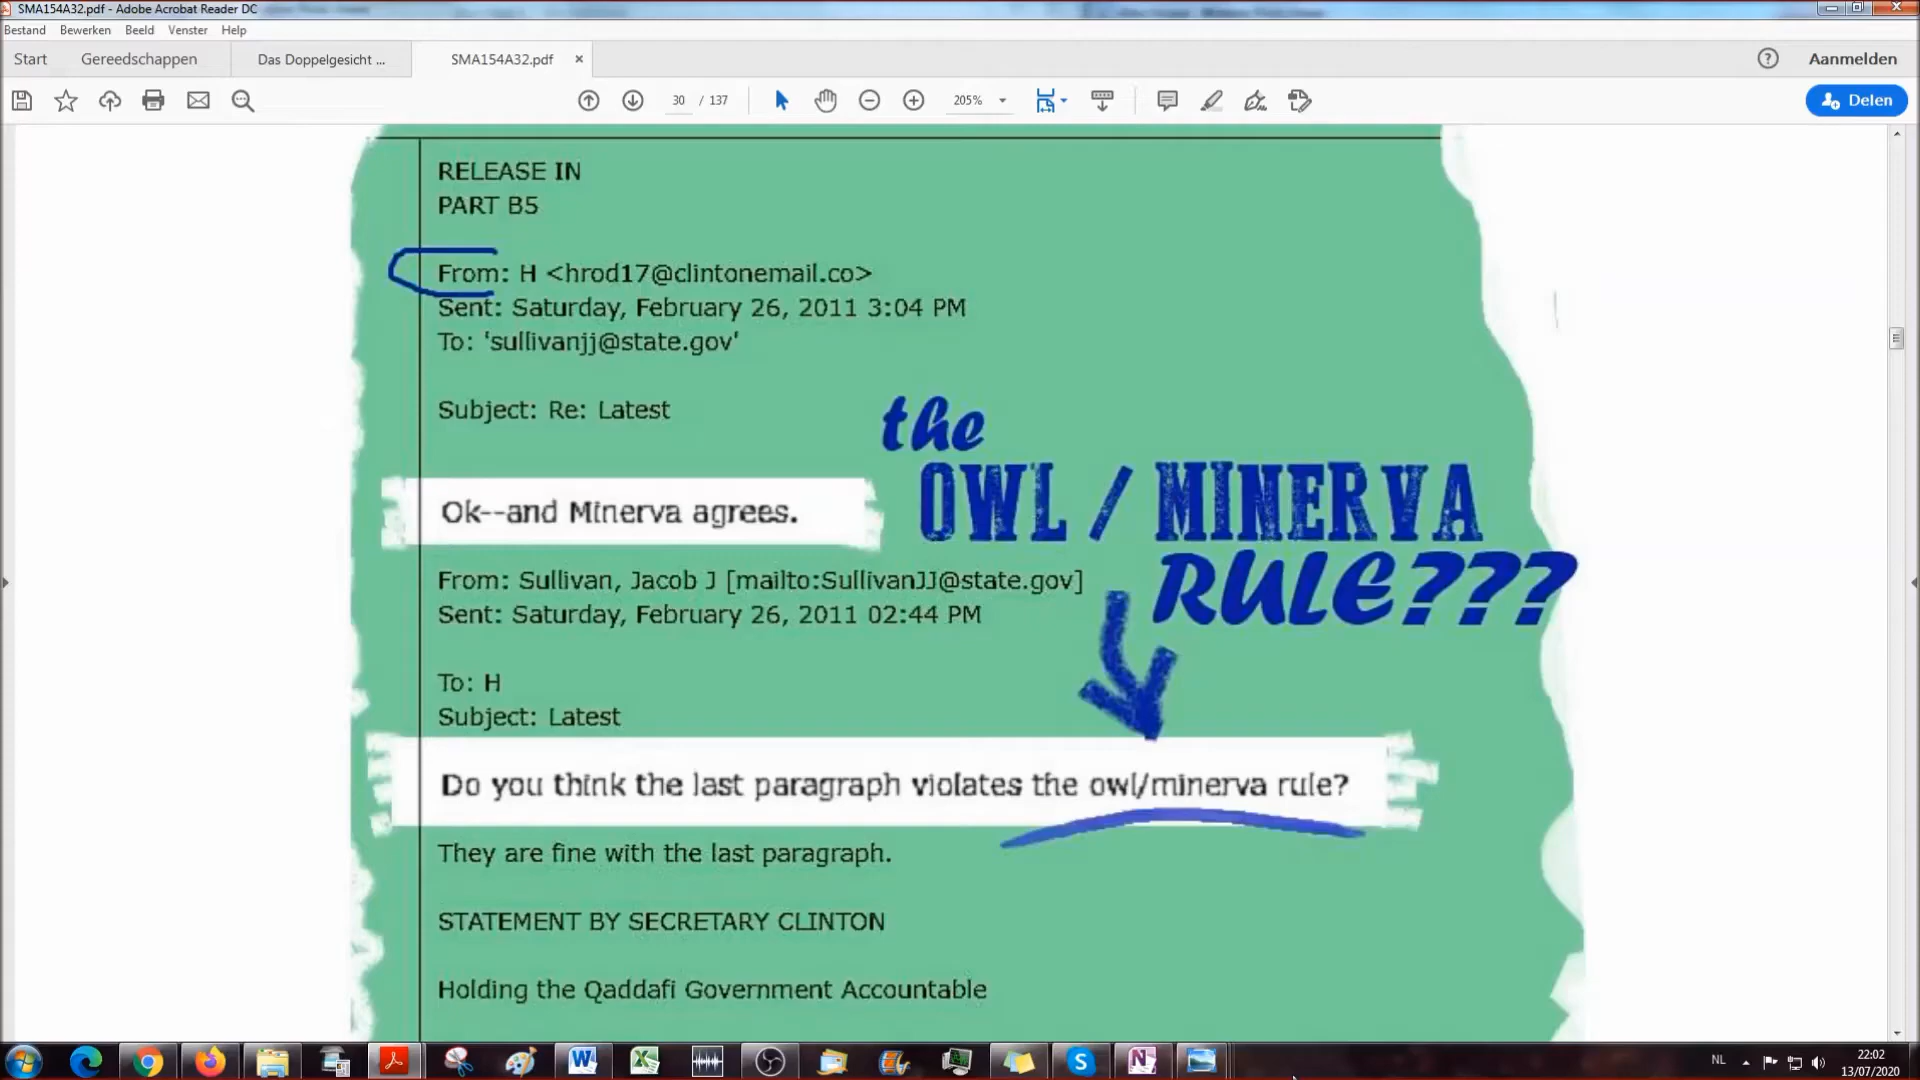 SMA154A32.pdf - Adobe Acrobat Reader DC
Bestand Bewerken Beeld Venster Help
Start Gereedschappen Das Doppelgesicht ... SMA154A32.pdf × Aanmelden
30 / 137 205% Delen
RELEASE IN
PART B5
From: H <hrod17@clintonemail.co>
Sent: Saturday, February 26, 2011 3:04 PM
To: 'sullivanjj@state.gov'
Subject: Re: Latest
the
OWL / MINERVA
RULE???
Ok--and Minerva agrees.
From: Sullivan, Jacob J [mailto:SullivanJJ@state.gov]
Sent: Saturday, February 26, 2011 02:44 PM
To: H
Subject: Latest
Do you think the last paragraph violates the owl/minerva rule?
They are fine with the last paragraph.
STATEMENT BY SECRETARY CLINTON
Holding the Qaddafi Government Accountable
NL 22:02
13/07/2020